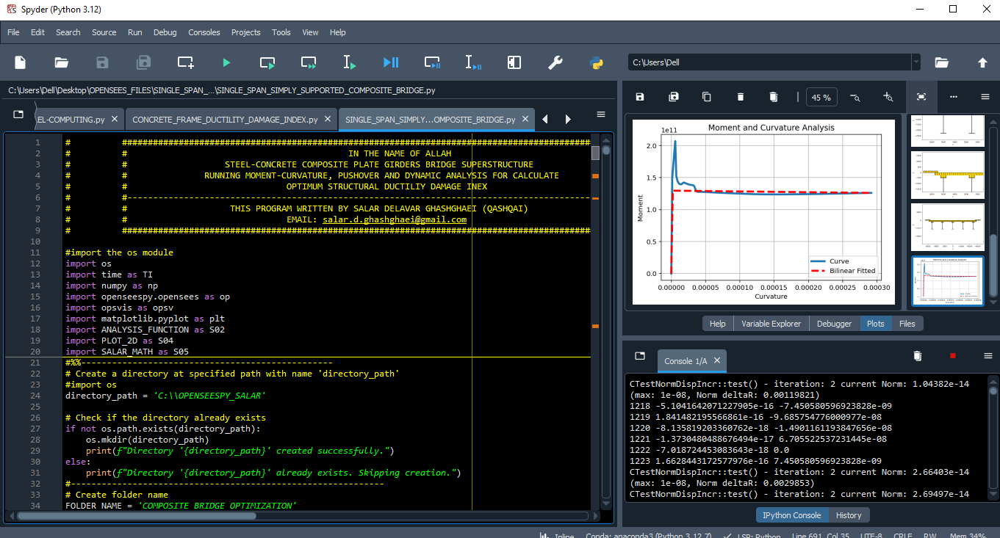 Spyder (Python 3.12)
File Edit Search Source Run Debug Consoles Projects Tools View Help
C:\Users\Dell
C:\Users\Dell\Desktop\OPENSEES_FILES\SINGLE_SPAN_...\SINGLE_SPAN_SIMPLY_SUPPORTED_COMPOSITE_BRIDGE.py
EL-COMPUTING.py
CONCRETE_FRAME_DUCTILITY_DAMAGE_INDEX.py
SINGLE_SPAN_SIMPLY...OMPOSITE_BRIDGE.py
1 # ###########################################################################################
2 # # IN THE NAME OF ALLAH
3 # # STEEL-CONCRETE COMPOSITE PLATE GIRDERS BRIDGE SUPERSTRUCTURE
4 # # RUNNING MOMENT-CURVATURE, PUSHOVER AND DYNAMIC ANALYSIS FOR CALCULATE
5 # # OPTIMUM STRUCTURAL DUCTILIY DAMAGE INEX
6 # #------------------------------------------------------------------------------------------
7 # # THIS PROGRAM WRITTEN BY SALAR DELAVAR GHASHGHAEI (QASHQAI)
8 # # EMAIL: salar.d.ghashghaei@gmail.com
9 # ###########################################################################################
10
11 #import the os module
12 import os
13 import time as TI
14 import numpy as np
15 import openseespy.opensees as op
16 import opsvis as opsv
17 import matplotlib.pyplot as plt
18 import ANALYSIS_FUNCTION as S02
19 import PLOT_2D as S04
20 import SALAR_MATH as S05
21 #%%-------------------------------------------------
22 # Create a directory at specified path with name 'directory_path'
23 #import os
24 directory_path = 'C:\\OPENSEESPY_SALAR'
25
26 # Check if the directory already exists
27 if not os.path.exists(directory_path):
28 os.mkdir(directory_path)
29 print(f"Directory '{directory_path}' created successfully.")
30 else:
31 print(f"Directory '{directory_path}' already exists. Skipping creation.")
32 #-------------------------------------------------------------
33 # Create folder name
34 FOLDER_NAME = 'COMPOSITE_BRIDGE_OPTIMIZATION'
45 %
Moment and Curvature Analysis
1e11
2.0
1.5
1.0
0.5
0.0
Moment
Curve
Bilinear Fitted
0.00000 0.00005 0.00010 0.00015 0.00020 0.00025 0.00030
Curvature
Help Variable Explorer Debugger Plots Files
Console 1/A
CTestNormDispIncr::test() - iteration: 2 current Norm: 1.04382e-14
(max: 1e-08, Norm deltaR: 0.00119821)
1218 -5.1041642071227905e-16 -7.450580596923828e-09
1219 1.841482195566861e-16 -9.685754776000977e-08
1220 -8.135819203360762e-18 -1.4901161193847656e-08
1221 -1.3730480488676494e-17 6.705522537231445e-08
1222 -7.018724453083643e-18 0.0
1223 1.6628443172577976e-16 7.450580596923828e-09
CTestNormDispIncr::test() - iteration: 2 current Norm: 2.66403e-14
(max: 1e-08, Norm deltaR: 0.0029853)
CTestNormDispIncr::test() - iteration: 2 current Norm: 2.69497e-14
IPython Console History
Inline Conda: anaconda3 (Python 3.12.7) LSP: Python Line 691, Col 35 UTF-8 CRLF RW Mem 34%